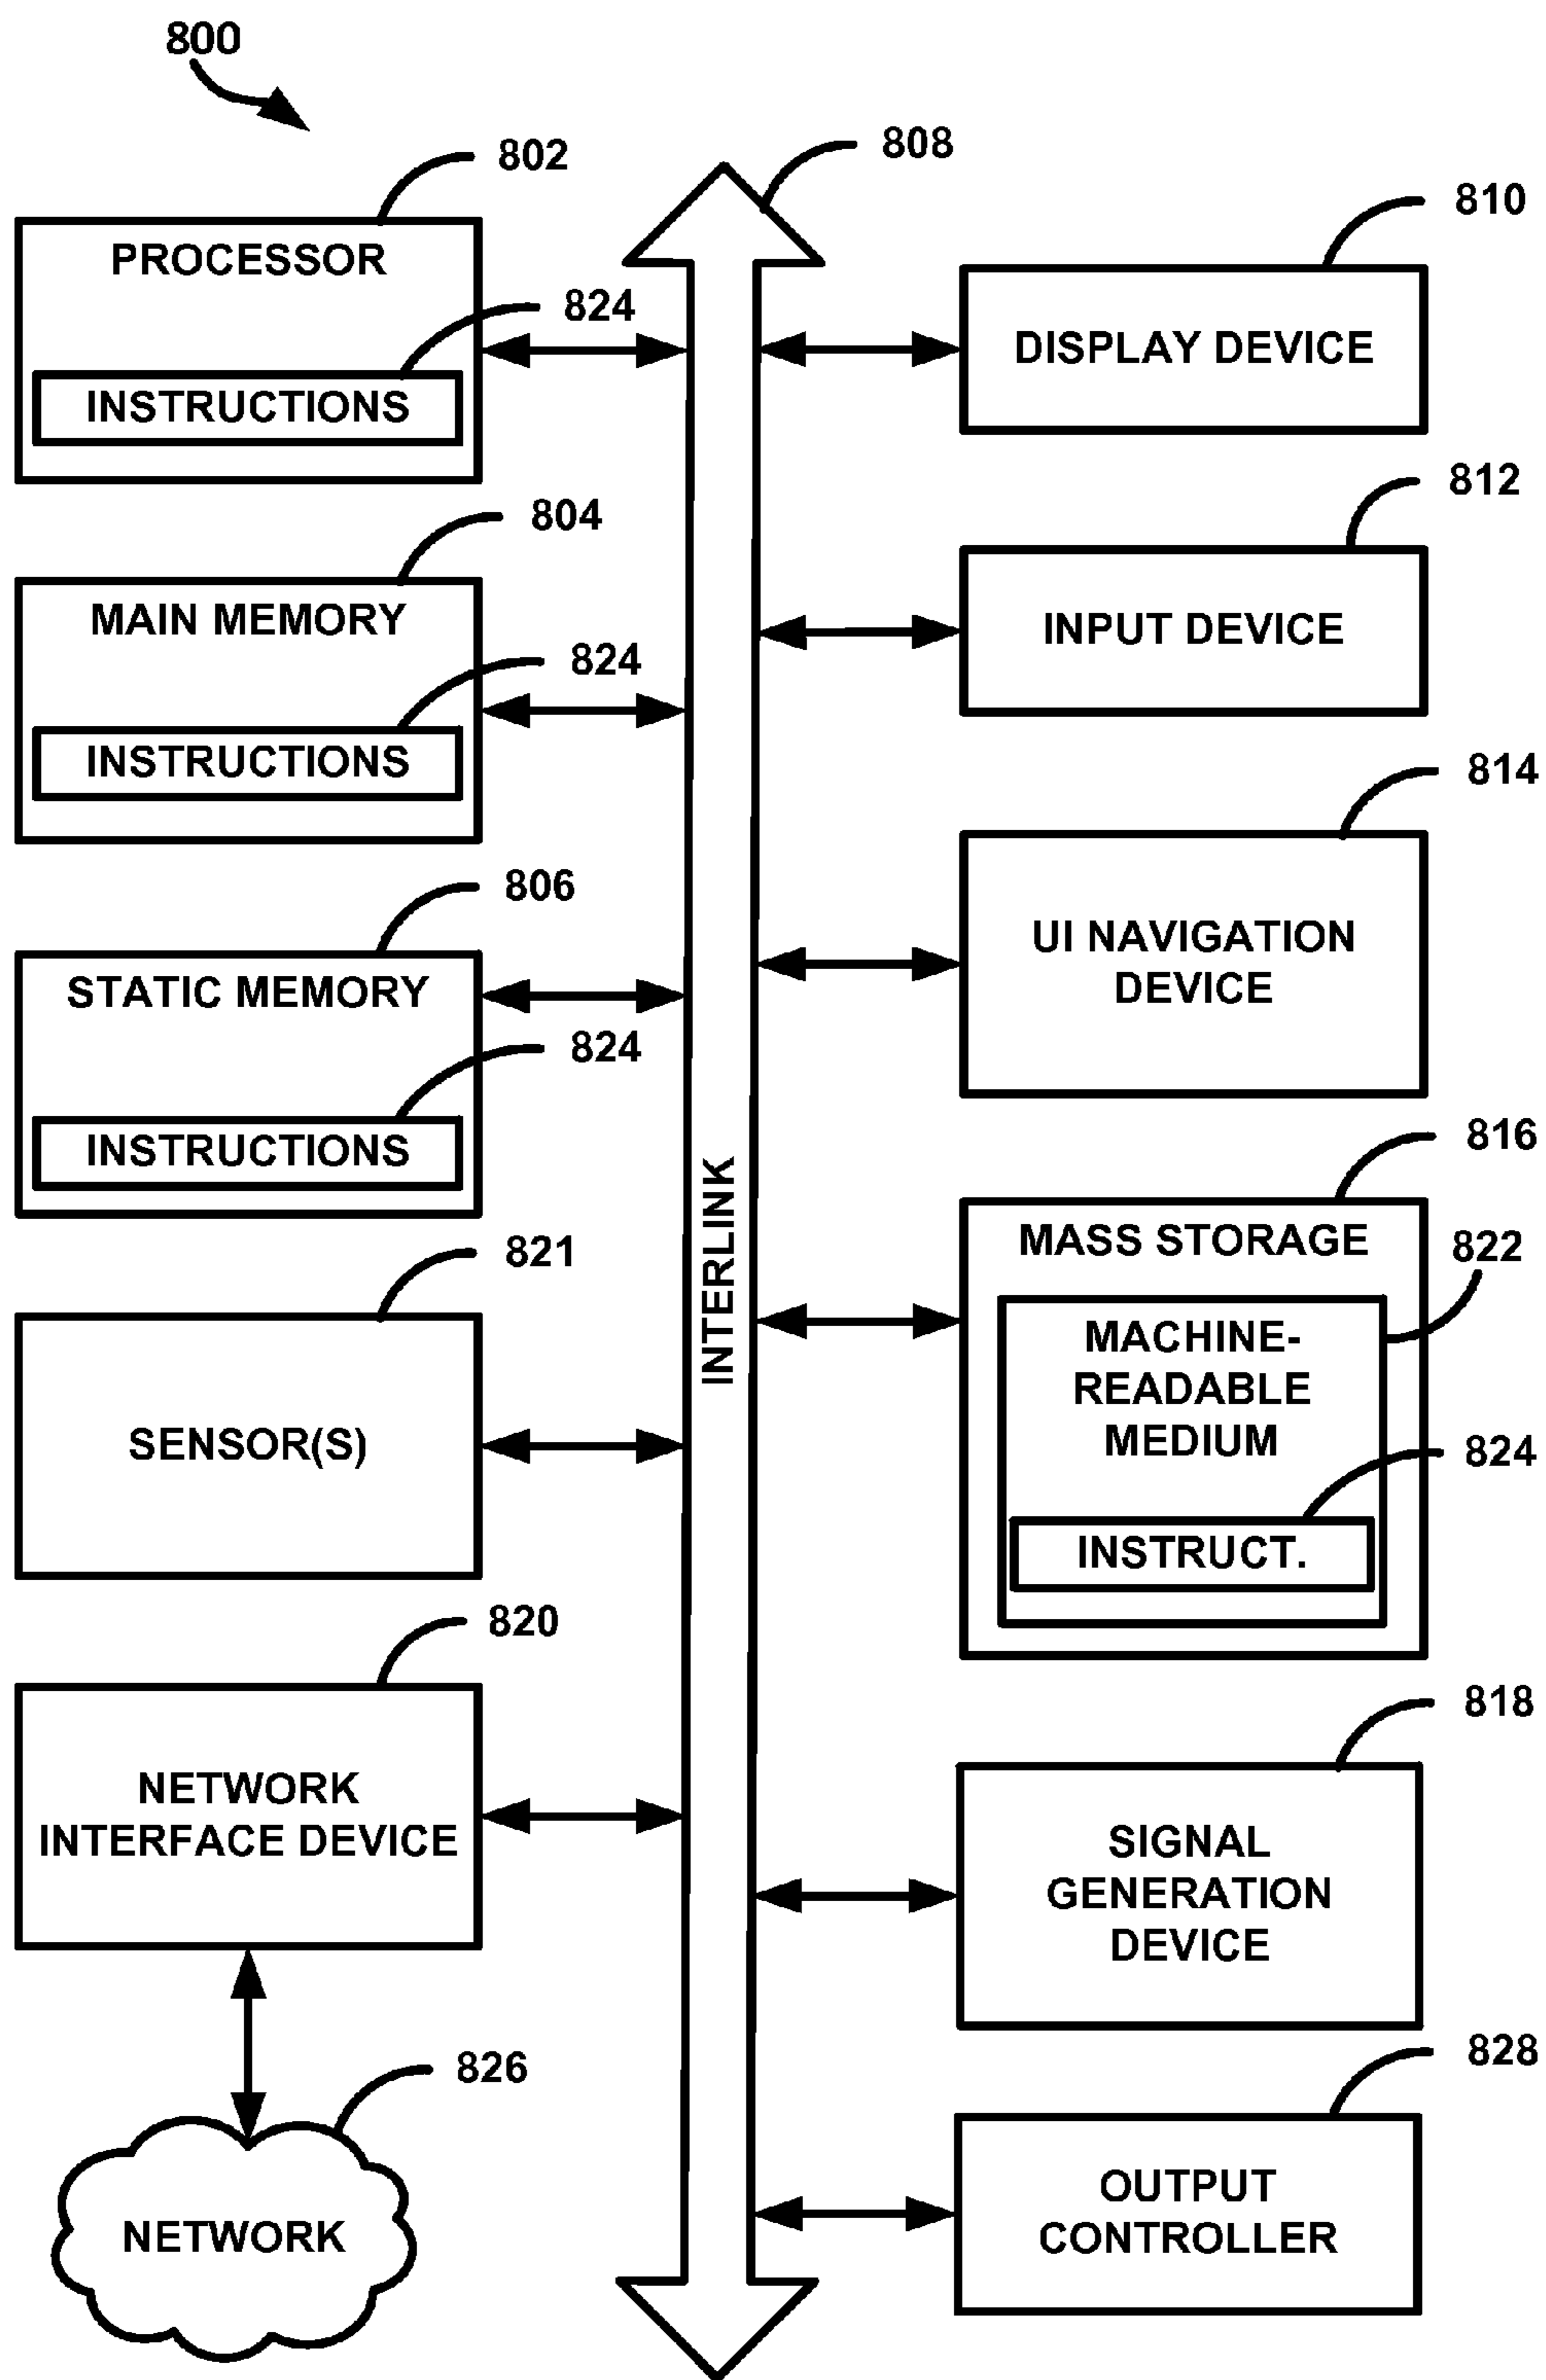 800
802
PROCESSOR
824
INSTRUCTIONS
804
MAIN MEMORY
824
INSTRUCTIONS
806
STATIC MEMORY
824
INSTRUCTIONS
821
SENSOR(S)
820
NETWORK
INTERFACE DEVICE
826
NETWORK
808
INTERLINK
810
DISPLAY DEVICE
812
INPUT DEVICE
814
UI NAVIGATION
DEVICE
816
MASS STORAGE
822
MACHINE-
READABLE
MEDIUM
824
INSTRUCT.
818
SIGNAL
GENERATION
DEVICE
828
OUTPUT
CONTROLLER